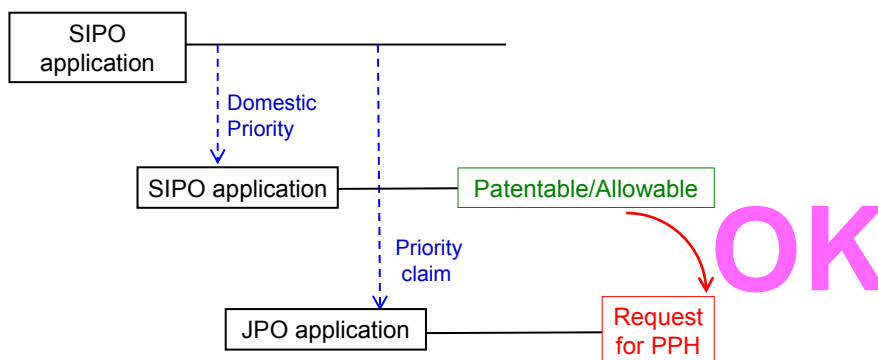 SIPO
application
Domestic
Priority
SIPO application
Patentable/Allowable
OK
Priority
claim
JPO application
Request
for PPH